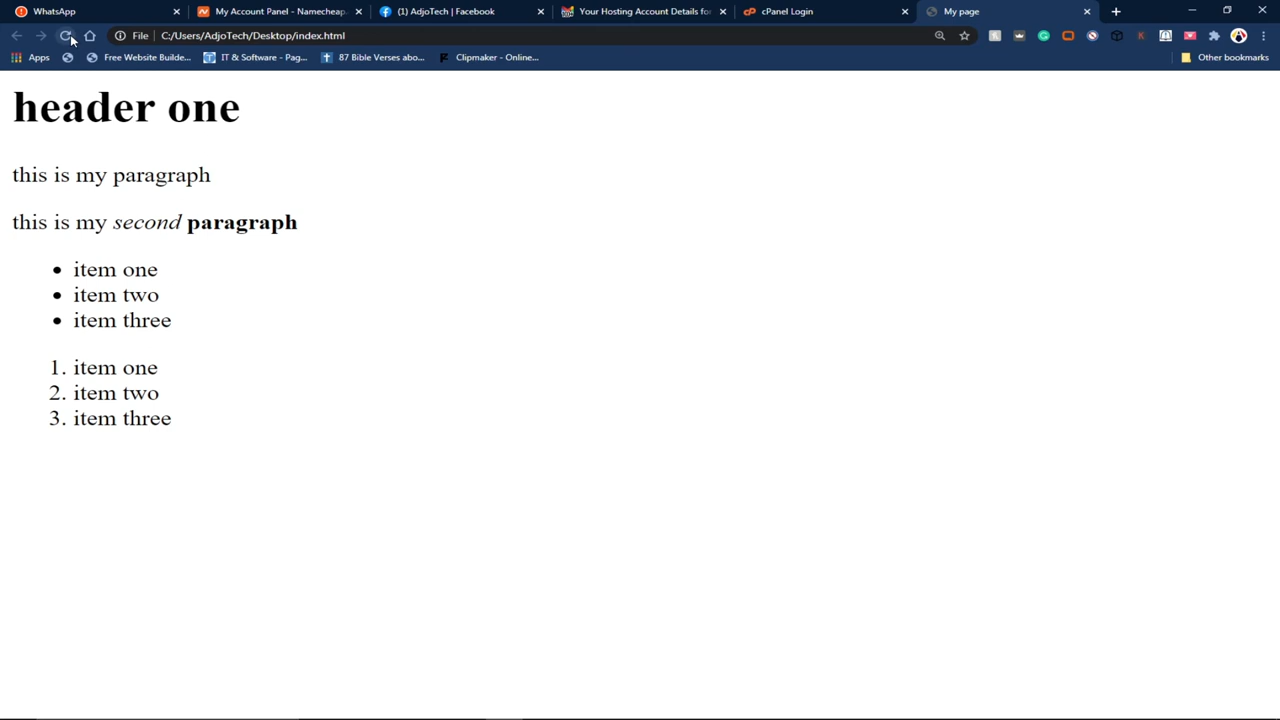 WhatsApp
My Account Panel - Namecheap.
(1) AdjoTech | Facebook
Your Hosting Account Details for
cPanel Login
My page
File
C:/Users/AdjoTech/Desktop/index.html
Apps
Free Website Builde...
IT & Software - Pag...
87 Bible Verses abo...
Clipmaker - Online...
Other bookmarks
header one
this is my paragraph
this is my second paragraph
• item one
• item two
• item three
1. item one
2. item two
3. item three